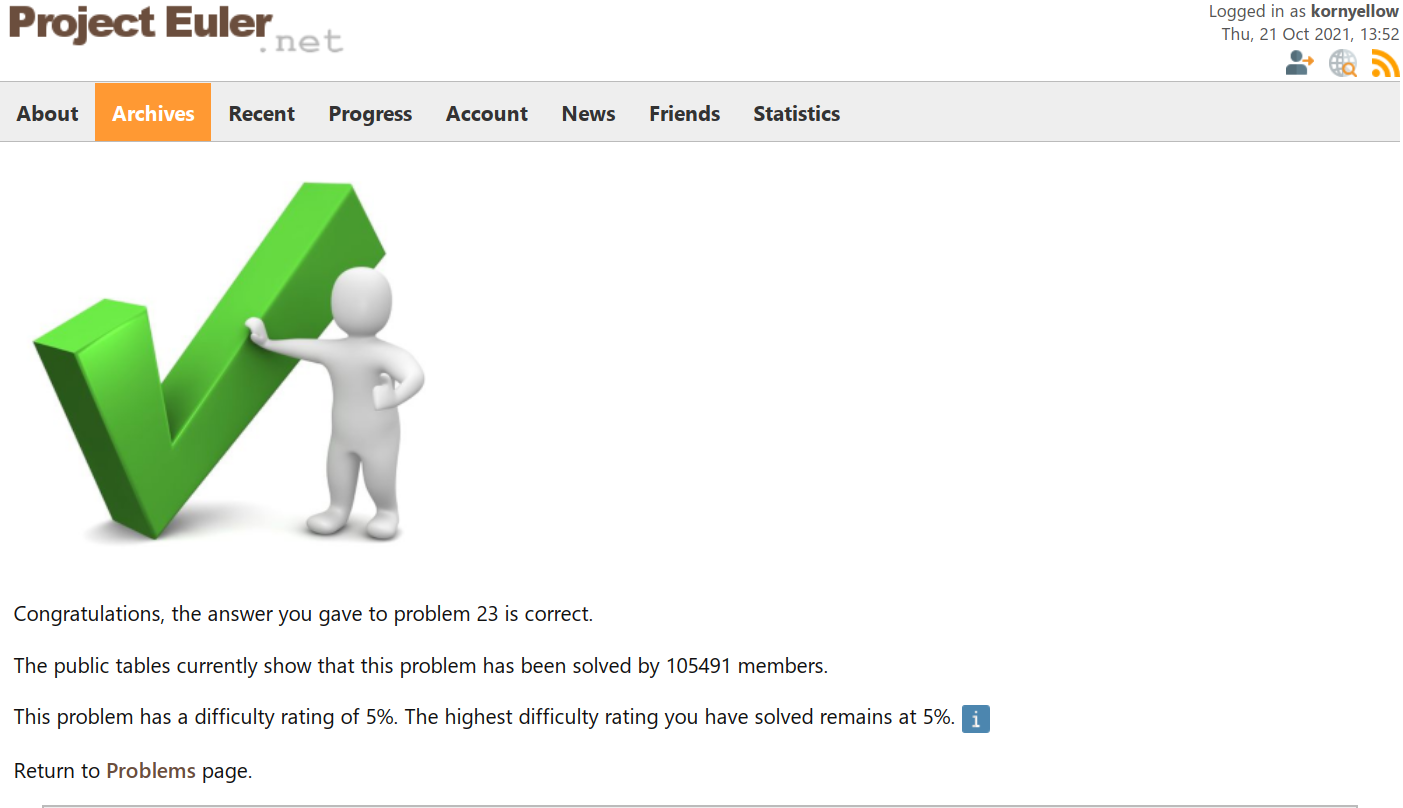 Project Euler.net
Logged in as kornyellow
Thu, 21 Oct 2021, 13:52
About Archives Recent Progress Account News Friends Statistics
Congratulations, the answer you gave to problem 23 is correct.
The public tables currently show that this problem has been solved by 105491 members.
This problem has a difficulty rating of 5%. The highest difficulty rating you have solved remains at 5%. i
Return to Problems page.